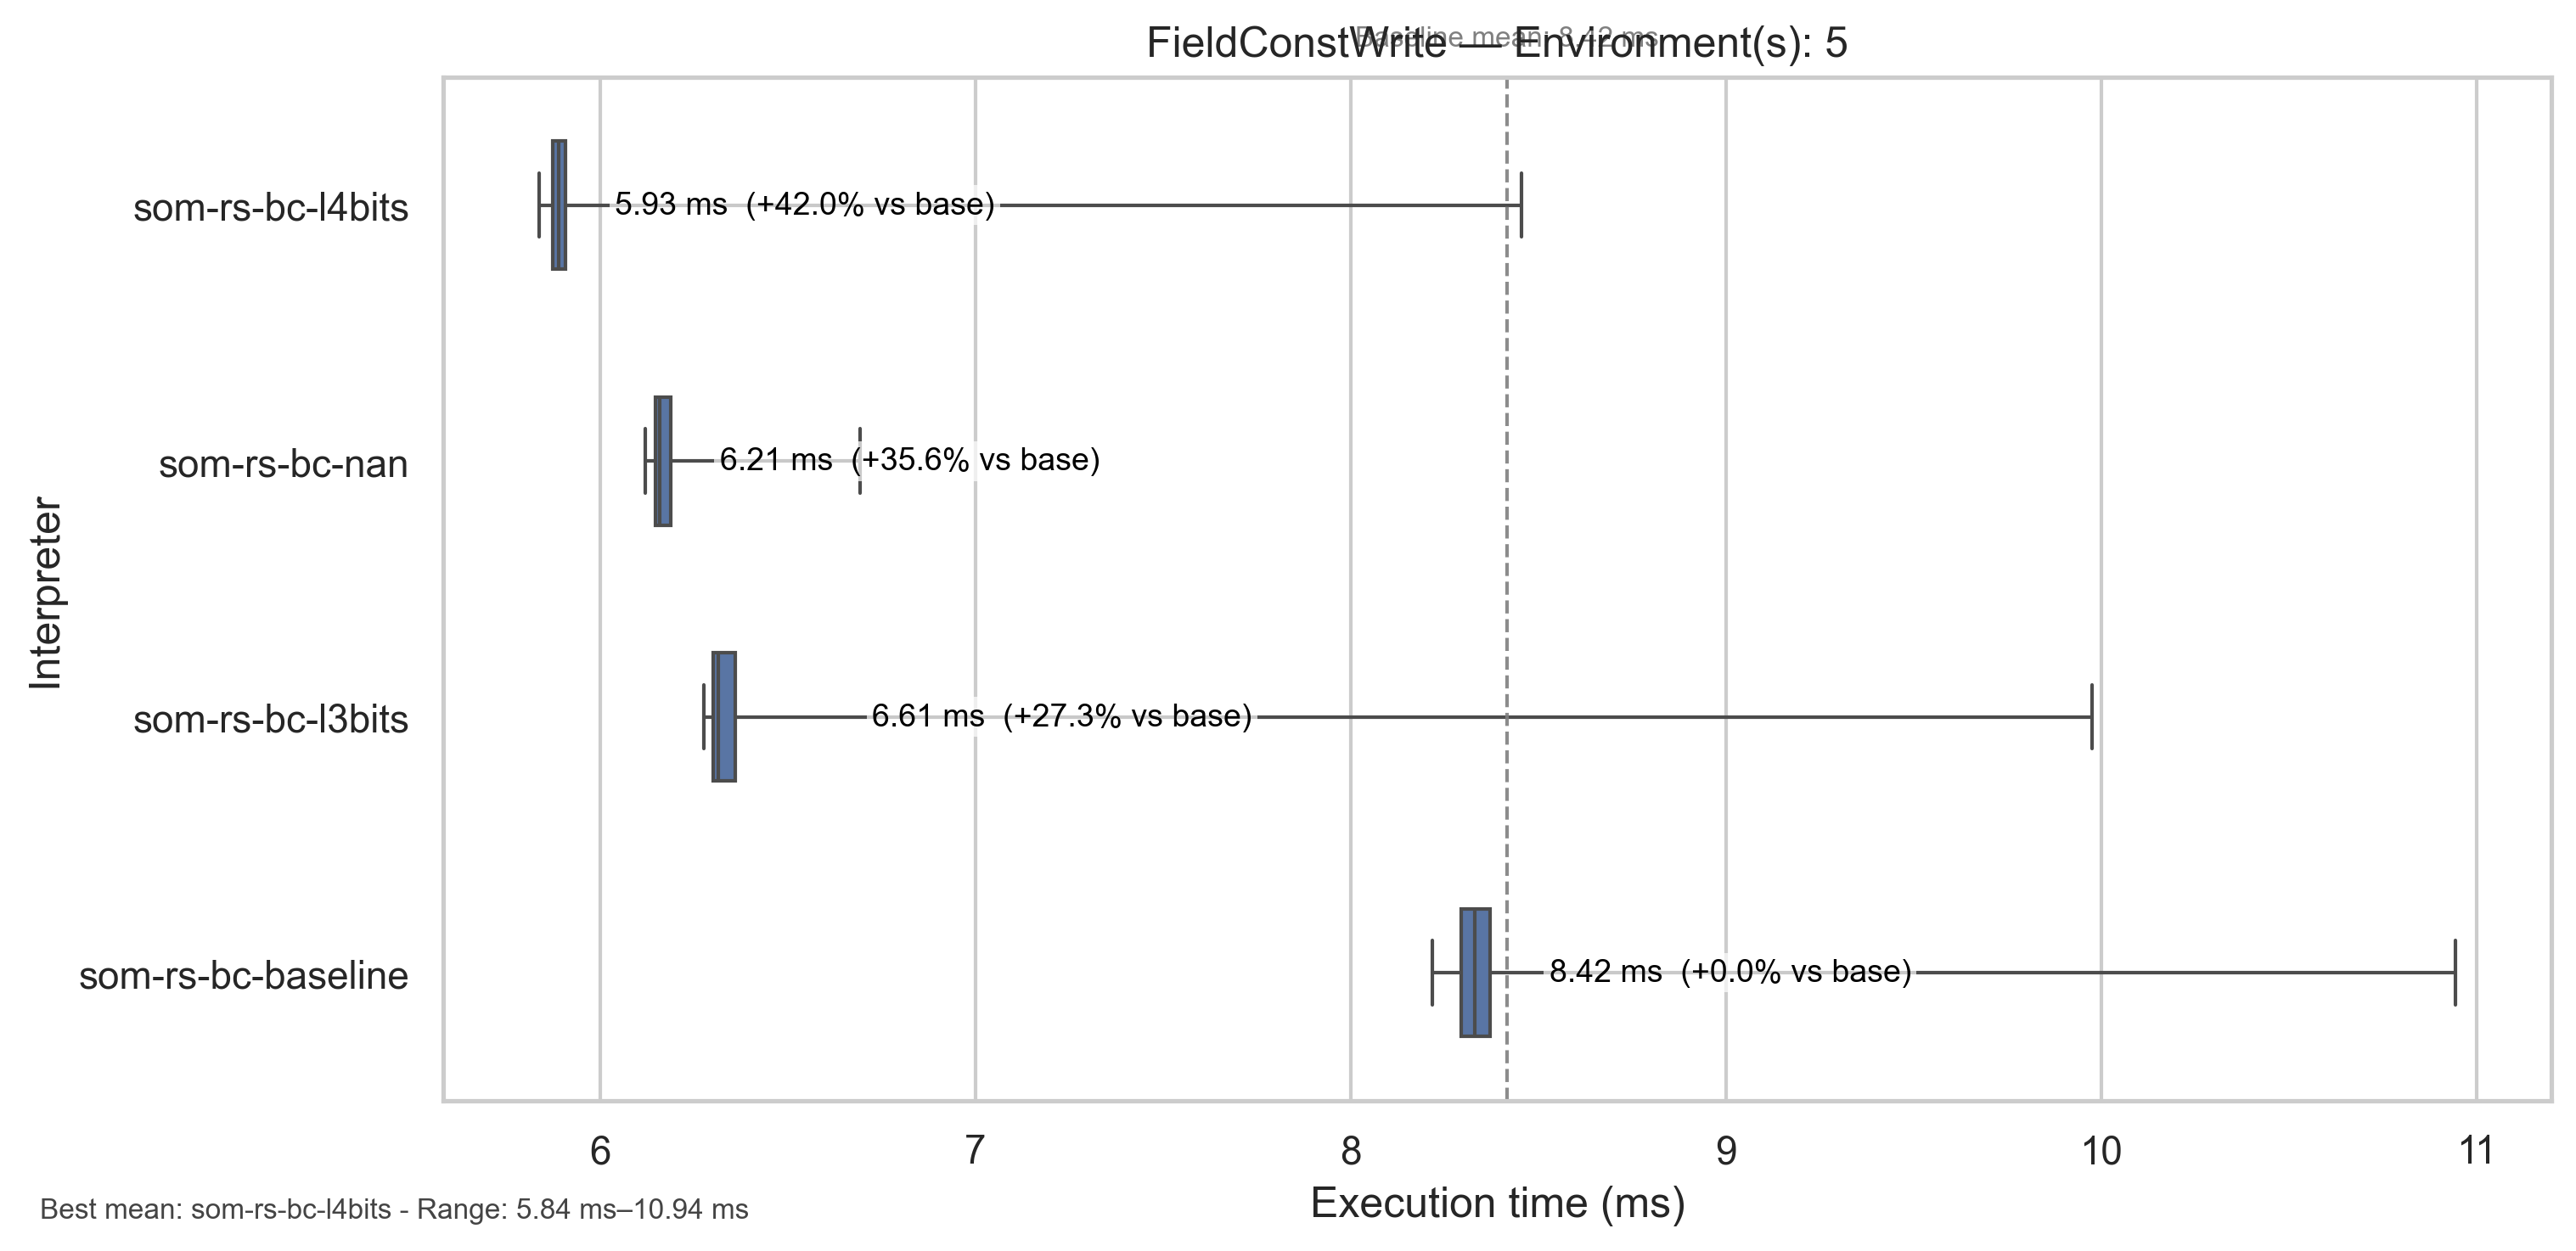 Baseline mean: 8.42 ms
FieldConstWrite — Environment(s): 5
som-rs-bc-l4bits
5.93 ms (+42.0% vs base)
som-rs-bc-nan
6.21 ms (+35.6% vs base)
Interpreter
som-rs-bc-l3bits
6.61 ms (+27.3% vs base)
som-rs-bc-baseline
8.42 ms (+0.0% vs base)
6 7 8 9 10 11
Execution time (ms)
Best mean: som-rs-bc-l4bits - Range: 5.84 ms–10.94 ms